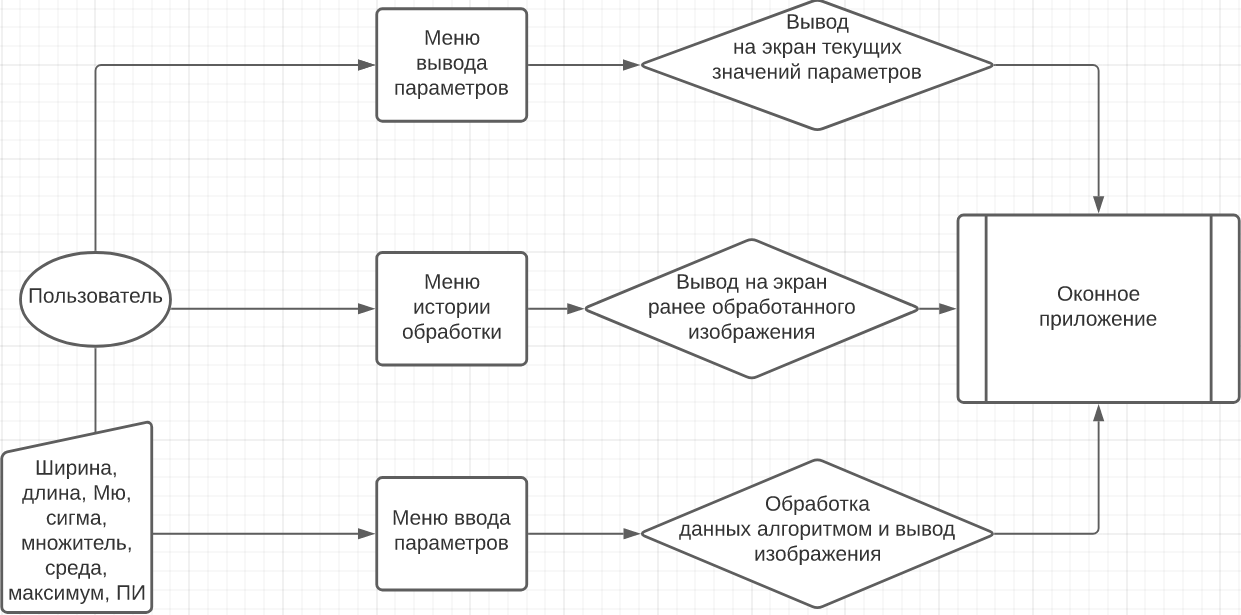 Меню
вывода
параметров
Вывод
на экран текущих
значений параметров
Пользователь
Меню
истории
обработки
Вывод на экран
ранее обработанного
изображения
Оконное
приложение
Ширина,
длина, Мю,
сигма,
множитель,
среда,
максимум, ПИ
Меню ввода
параметров
Обработка
данных алгоритмом и вывод
изображения